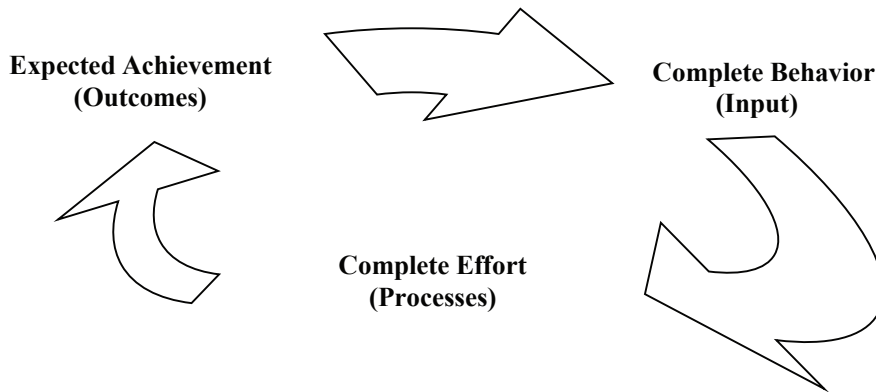 Expected Achievement
(Outcomes)
Complete Behavior
(Input)
Complete Effort
(Processes)